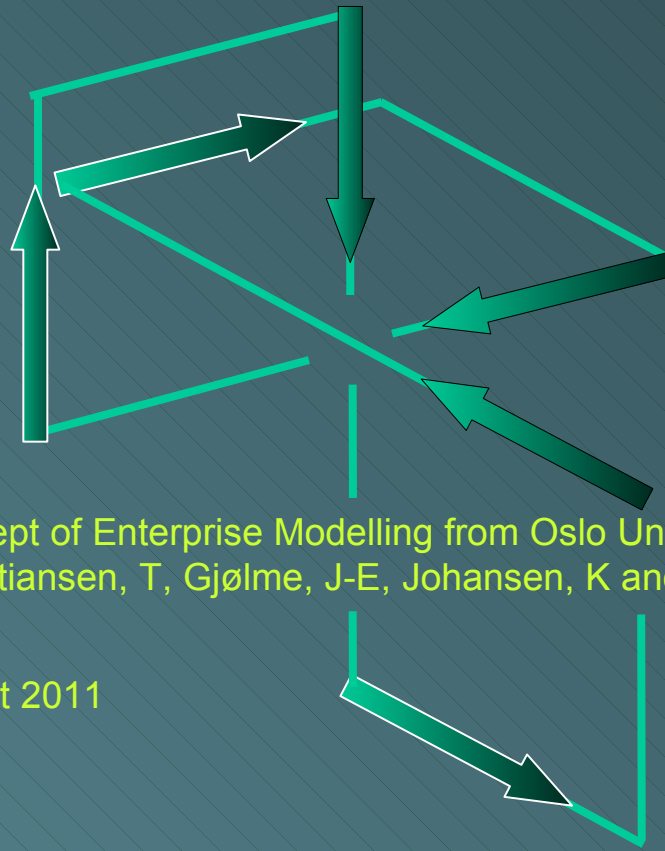 ept of Enterprise Modelling from Oslo Un
tiansen, T, Gjølme, J-E, Johansen, K and
t 2011